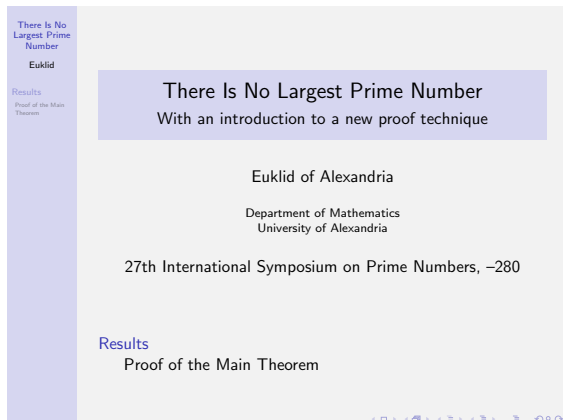 There Is No
Largest Prime
Number
Euklid
Results
Proof of the Main
Theorem
There Is No Largest Prime Number
With an introduction to a new proof technique
Euklid of Alexandria
Department of Mathematics
University of Alexandria
27th International Symposium on Prime Numbers, –280
Results
Proof of the Main Theorem